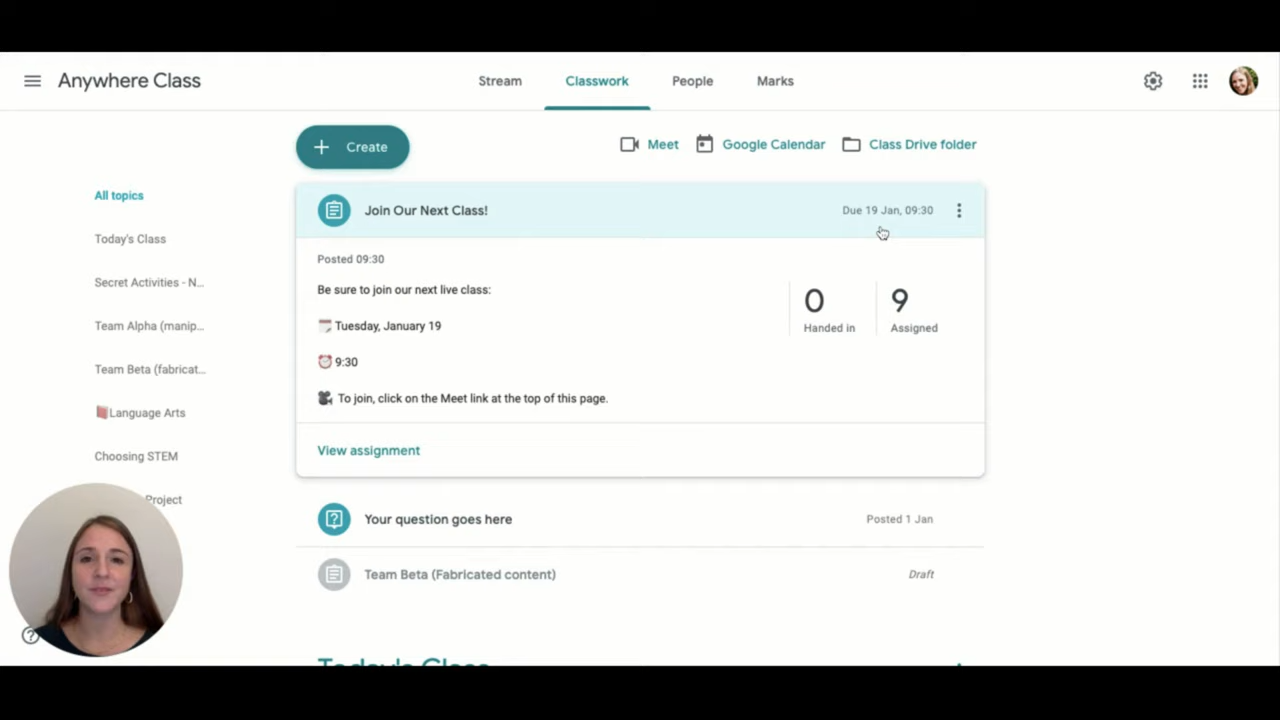 Anywhere Class
Stream
Classwork
People
Marks
Create
Meet
Google Calendar
Class Drive folder
All topics
Today's Class
Secret Activities - N...
Team Alpha (manip...
Team Beta (fabricat...
Language Arts
Choosing STEM
Project
Join Our Next Class!
Due 19 Jan, 09:30
Posted 09:30
Be sure to join our next live class:
Tuesday, January 19
9:30
To join, click on the Meet link at the top of this page.
0
Handed in
9
Assigned
View assignment
Your question goes here
Posted 1 Jan
Team Beta (Fabricated content)
Draft
Today's Class